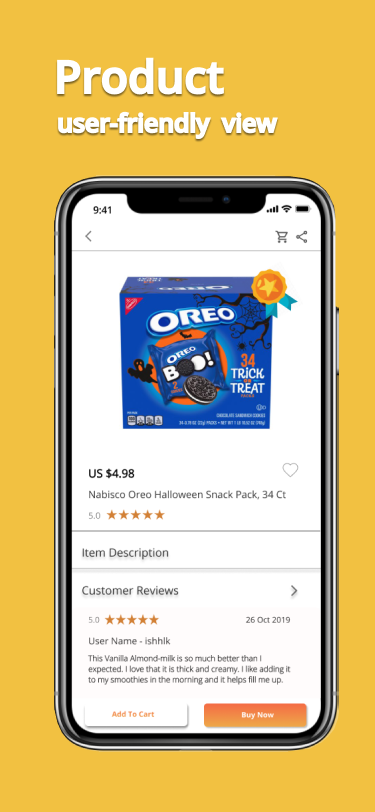 Product
user-friendly view
9:41
OREO
OREO
BOO!
2
34
TRICK
OR
TREAT
PACKS
CHOCOLATE SANDWICH COOKIES
US $4.98
Nabisco Oreo Halloween Snack Pack, 34 Ct
5.0
Item Description
Customer Reviews
5.0
26 Oct 2019
User Name - ishhlk
This Vanilla Almond-milk is so much better than I
expected. I love that it is thick and creamy. I like adding it
to my smoothies in the morning and it helps fill me up.
Add To Cart
Buy Now